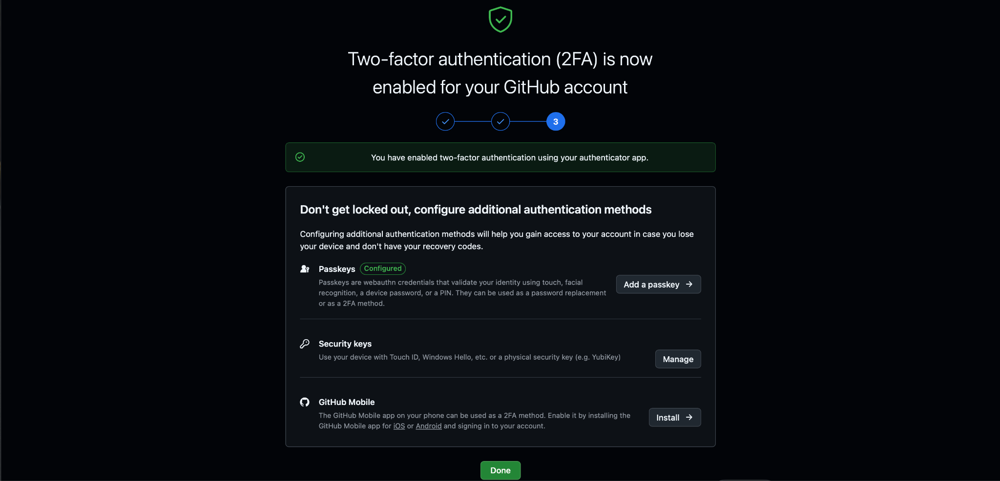 Two-factor authentication (2FA) is now
enabled for your GitHub account
3
You have enabled two-factor authentication using your authenticator app.
Don't get locked out, configure additional authentication methods
Configuring additional authentication methods will help you gain access to your account in case you lose
your device and don't have your recovery codes.
Passkeys Configured
Passkeys are webauthn credentials that validate your identity using touch, facial
recognition, a device password, or a PIN. They can be used as a password replacement
or as a 2FA method.
Add a passkey
Security keys
Use your device with Touch ID, Windows Hello, etc. or a physical security key (e.g. YubiKey)
Manage
GitHub Mobile
The GitHub Mobile app on your phone can be used as a 2FA method. Enable it by installing the
GitHub Mobile app for iOS or Android and signing in to your account.
Install
Done